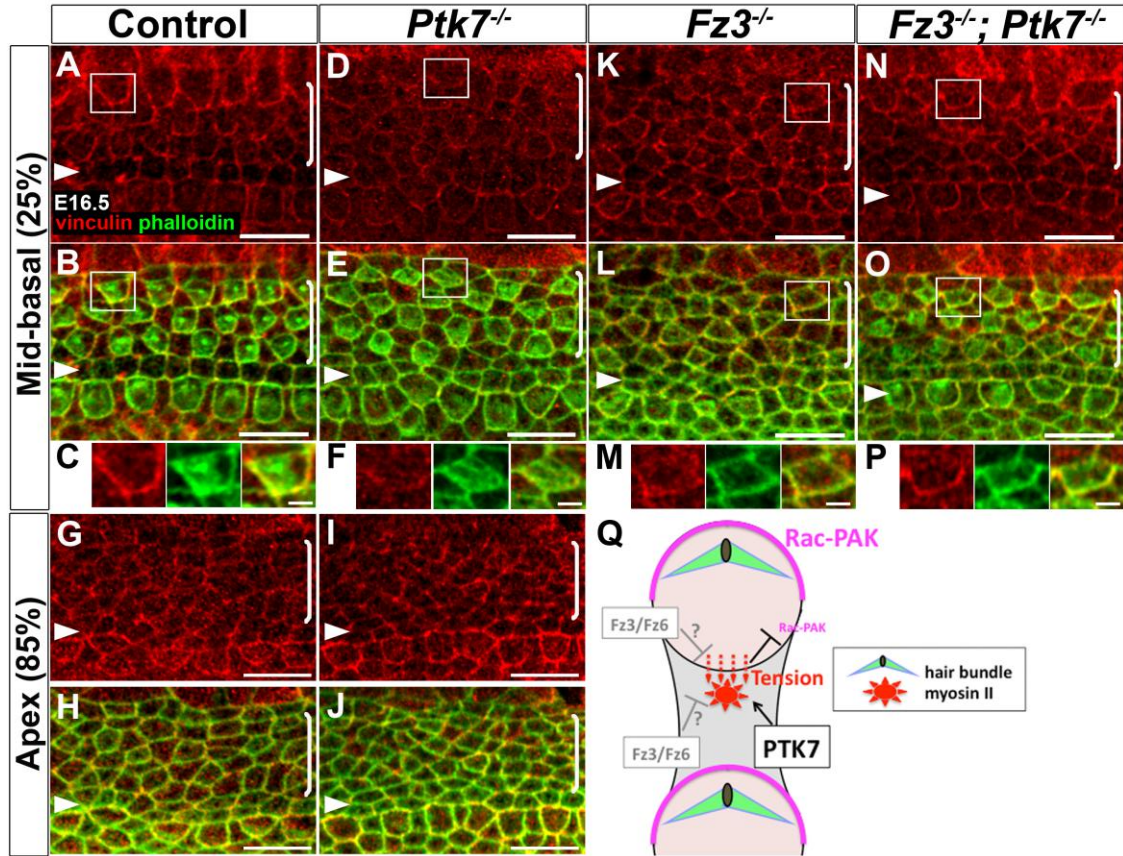 Control
Ptk7-/-
Fz3-/-
Fz3-/-; Ptk7-/-
Mid-basal (25%)
A
D
K
N
E16.5
vinculin phalloidin
B
E
L
O
C
F
M
P
Apex (85%)
G
I
Q
Rac-PAK
Fz3/Fz6
?
Rac-PAK
Tension
hair bundle
myosin II
H
J
?
Fz3/Fz6
PTK7